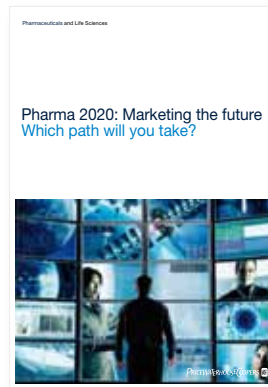 Pharmaceuticals and Life Sciences
Pharma 2020: Marketing the future
Which path will you take?
PRICEWATERHOUSECOOPERS